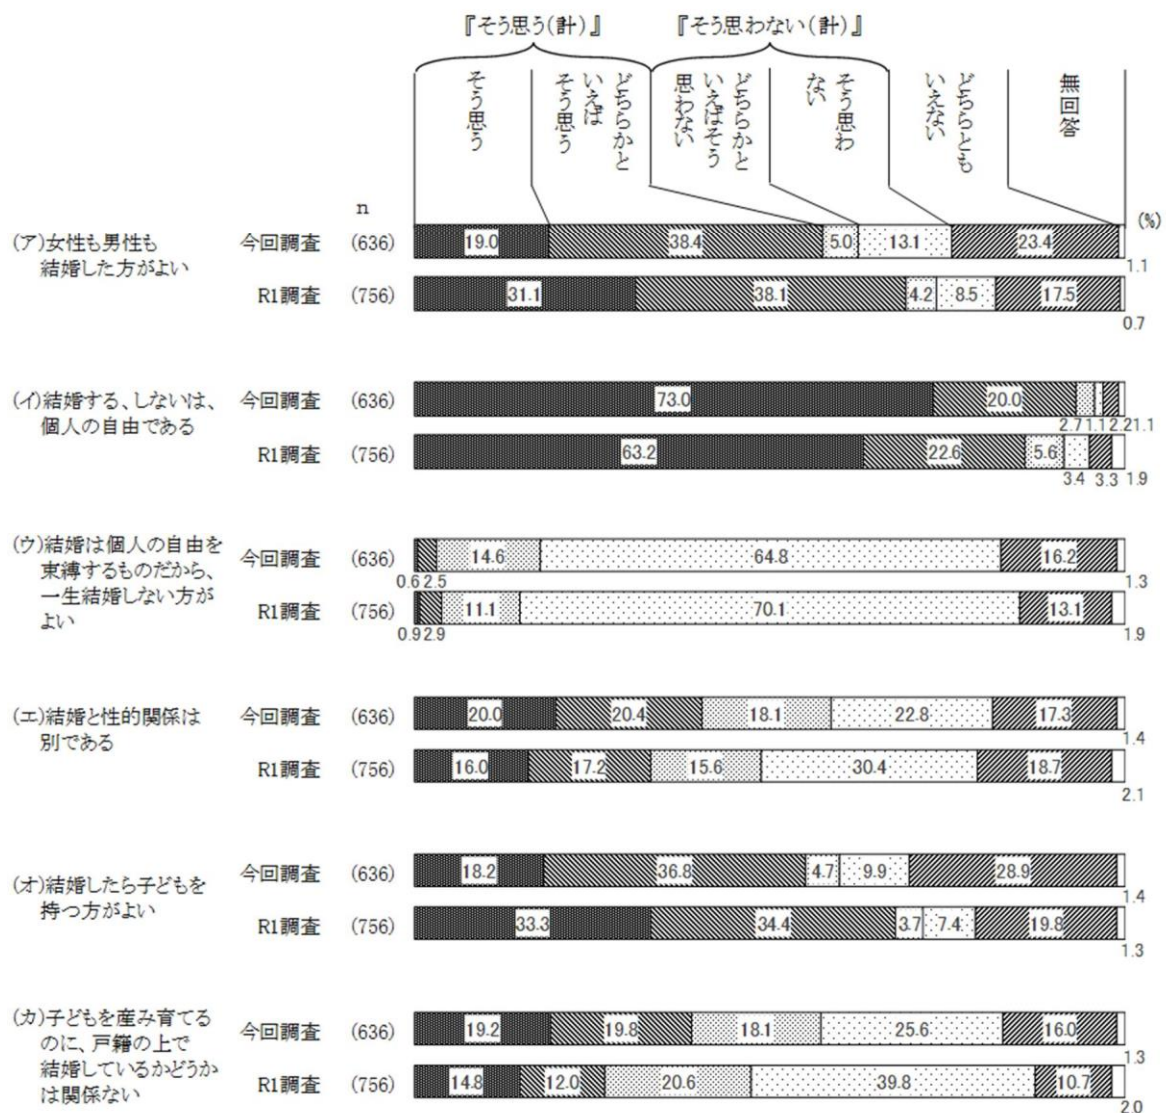 『そう思う(計)』
『そう思わない(計)』
そう思う
どちらかと
いえば
そう思う
どちらかと
いえばそう
思わない
そう思わ
ない
どちらとも
いえない
無回答
n
(%)
(ア)女性も男性も
結婚した方がよい
今回調査 (636) 19.0 38.4 5.0 13.1 23.4
1.1
R1調査 (756) 31.1 38.1 4.2 8.5 17.5
0.7
(イ)結婚する、しないは、
個人の自由である
今回調査 (636) 73.0 20.0
2.7 1.1 2.2 1.1
R1調査 (756) 63.2 22.6 5.6
3.4 3.3 1.9
(ウ)結婚は個人の自由を
束縛するものだから、
一生結婚しない方が
よい
今回調査 (636) 14.6 64.8 16.2
0.6 2.5 1.3
R1調査 (756) 11.1 70.1 13.1
0.9 2.9 1.9
(エ)結婚と性的関係は
別である
今回調査 (636) 20.0 20.4 18.1 22.8 17.3
1.4
R1調査 (756) 16.0 17.2 15.6 30.4 18.7
2.1
(オ)結婚したら子どもを
持つ方がよい
今回調査 (636) 18.2 36.8 4.7 9.9 28.9
1.4
R1調査 (756) 33.3 34.4 3.7 7.4 19.8
1.3
(カ)子どもを産み育てる
のに、戸籍の上で
結婚しているかどうか
は関係ない
今回調査 (636) 19.2 19.8 18.1 25.6 16.0
1.3
R1調査 (756) 14.8 12.0 20.6 39.8 10.7
2.0